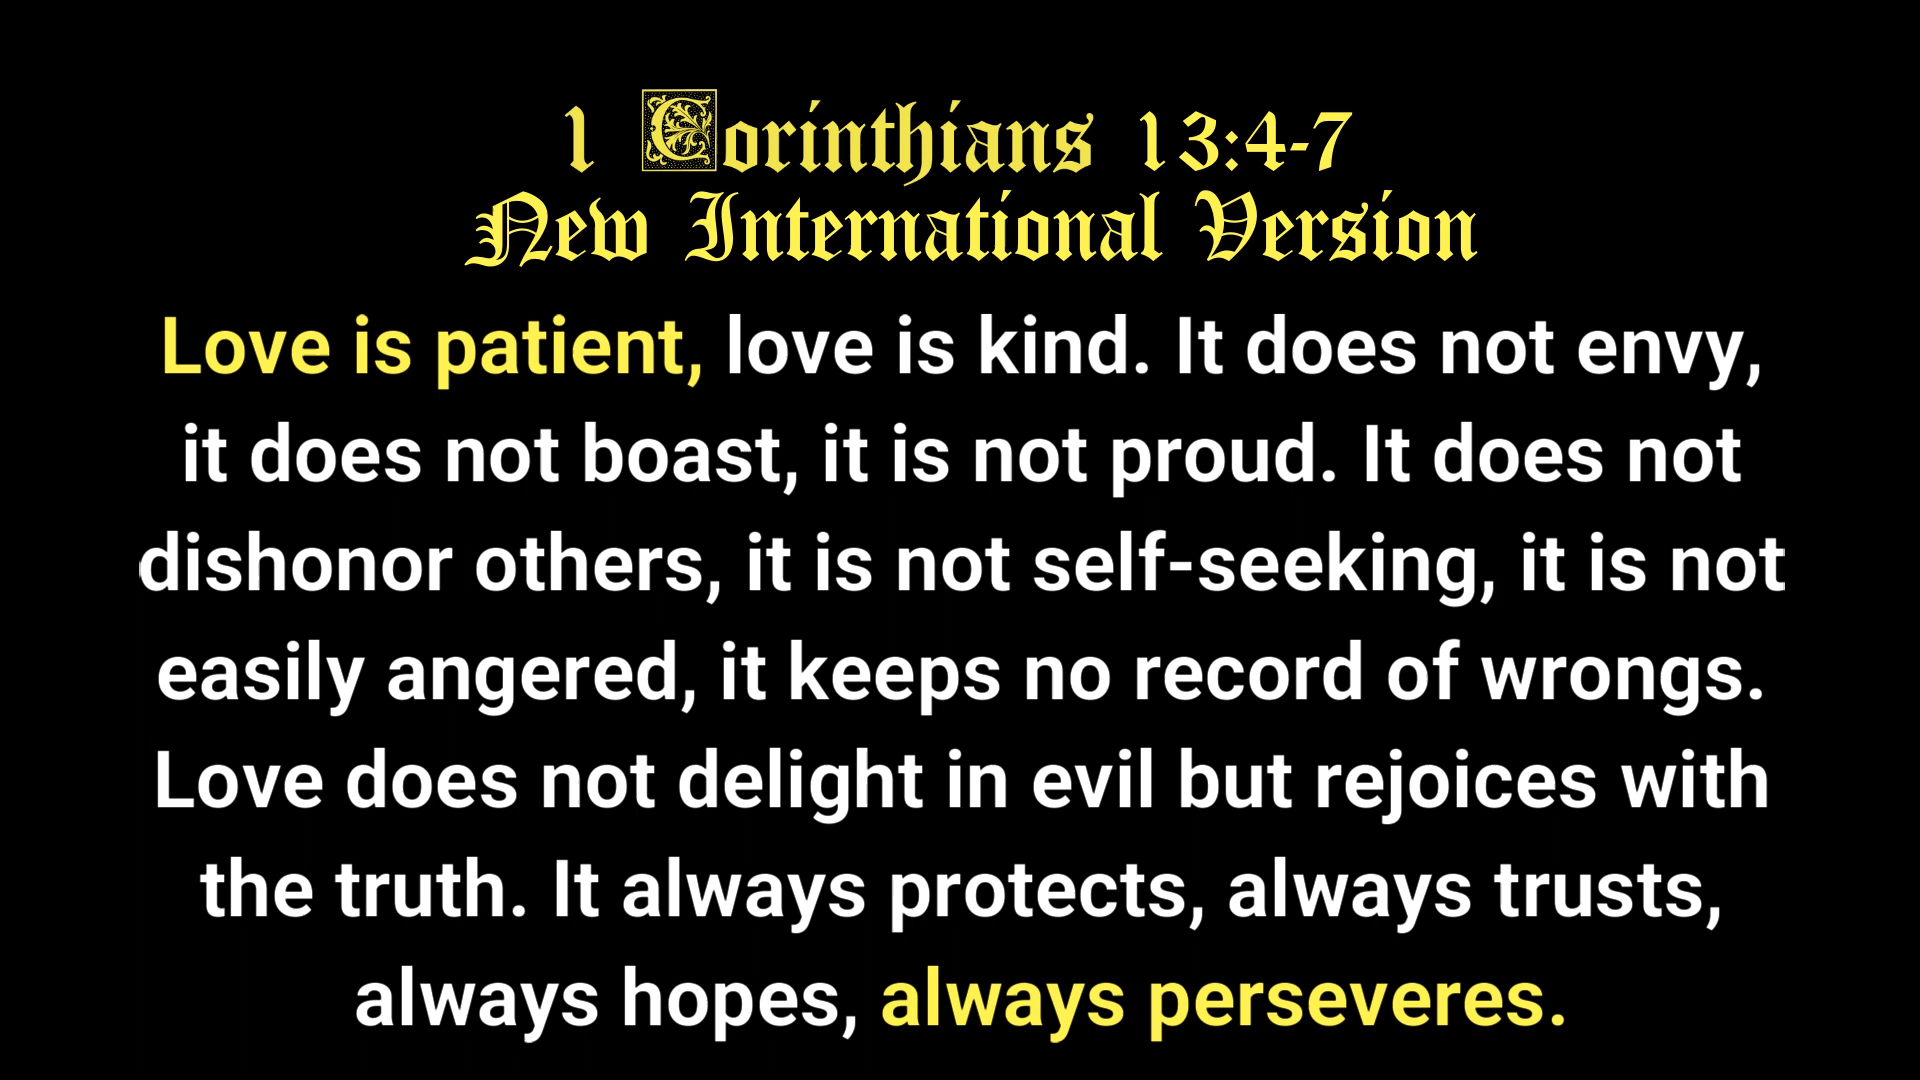 1 Corinthians 13:4-7
New International Version
Love is patient, love is kind. It does not envy,
it does not boast, it is not proud. It does not
dishonor others, it is not self-seeking, it is not
easily angered, it keeps no record of wrongs.
Love does not delight in evil but rejoices with
the truth. It always protects, always trusts,
always hopes, always perseveres.